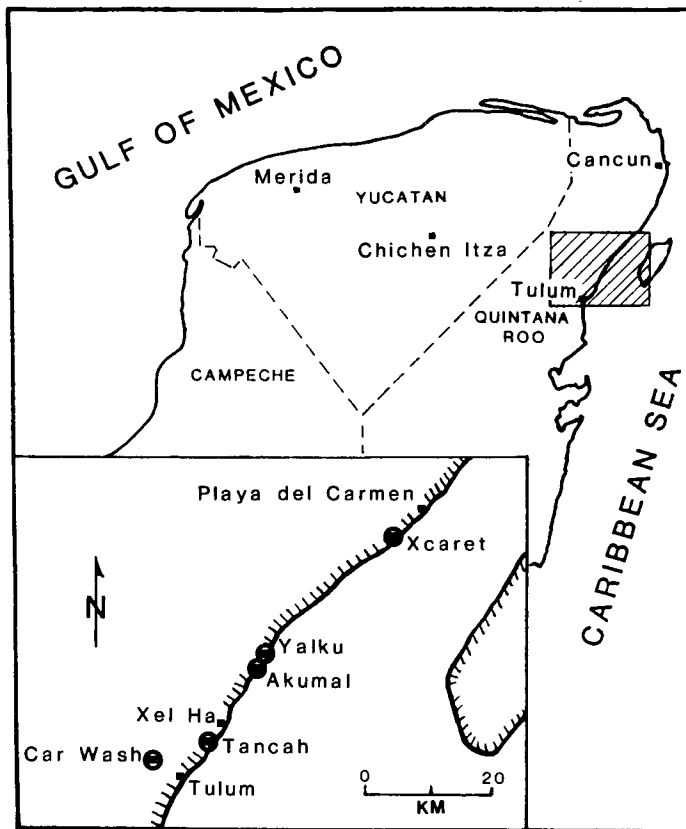 GULF OF MEXICO
Cancun
Merida
YUCATAN
Chichen Itza
Tulum
QUINTANA
ROO
CAMPECHE
CARIBBEAN SEA
Playa del Carmen
Xcaret
N
Yalku
Akumal
Xel Ha
Tancah
Car Wash
Tulum
0 20
KM